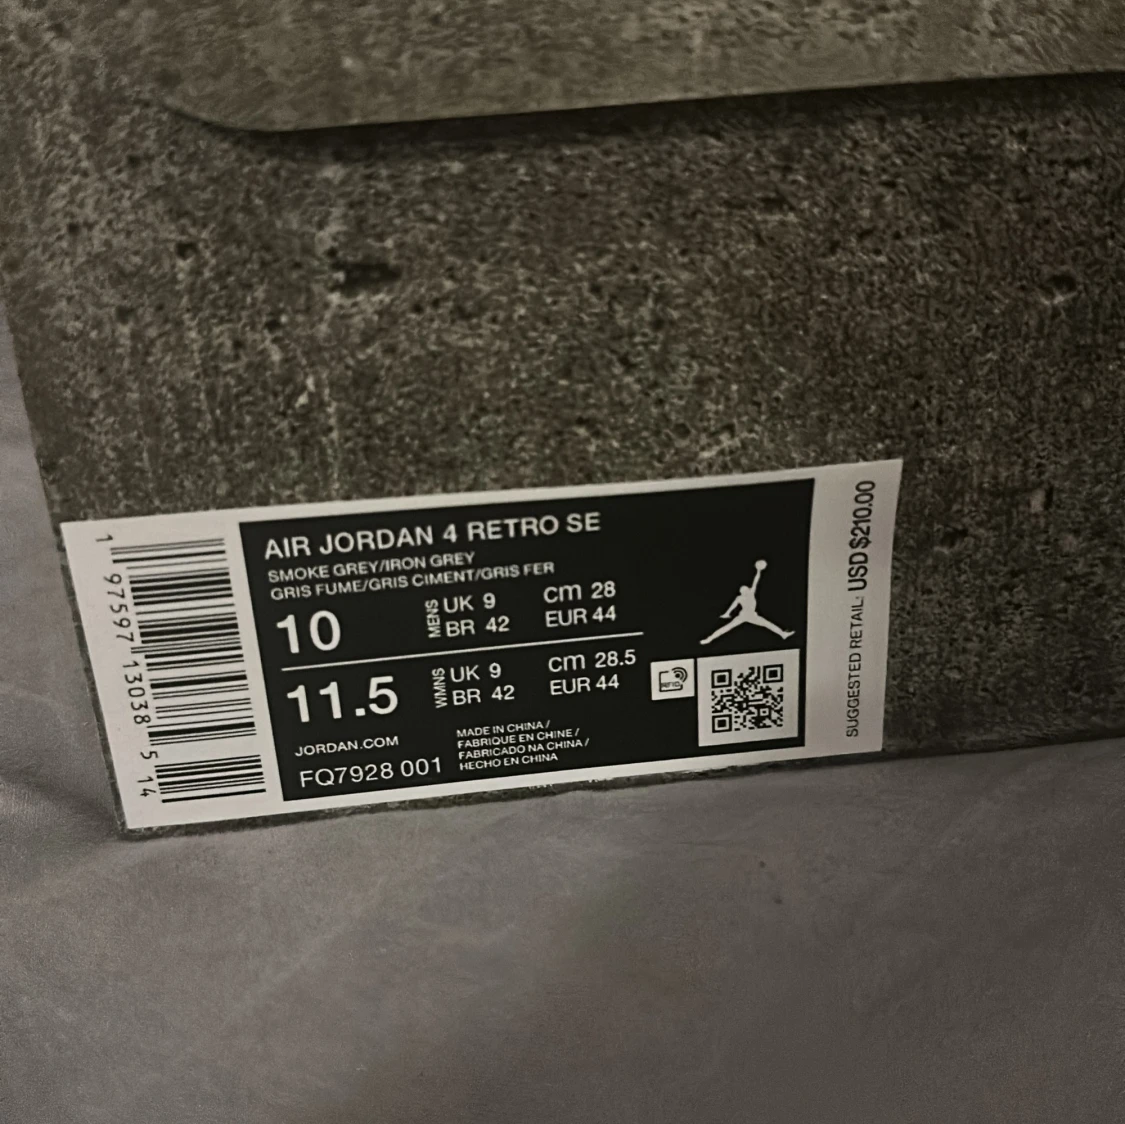 AIR JORDAN 4 RETRO SE
SMOKE GREY/IRON GREY
GRIS FUME/GRIS CIMENT/GRIS FER
10
MENS
UK 9
BR 42
cm 28
EUR 44
11.5
WMNS
UK 9
BR 42
cm 28.5
EUR 44
RFID
JORDAN.COM
FQ7928 001
MADE IN CHINA /
FABRIQUE EN CHINE /
FABRICADO NA CHINA /
HECHO EN CHINA
1 97597 13038 5 14
SUGGESTED RETAIL: USD $210.00